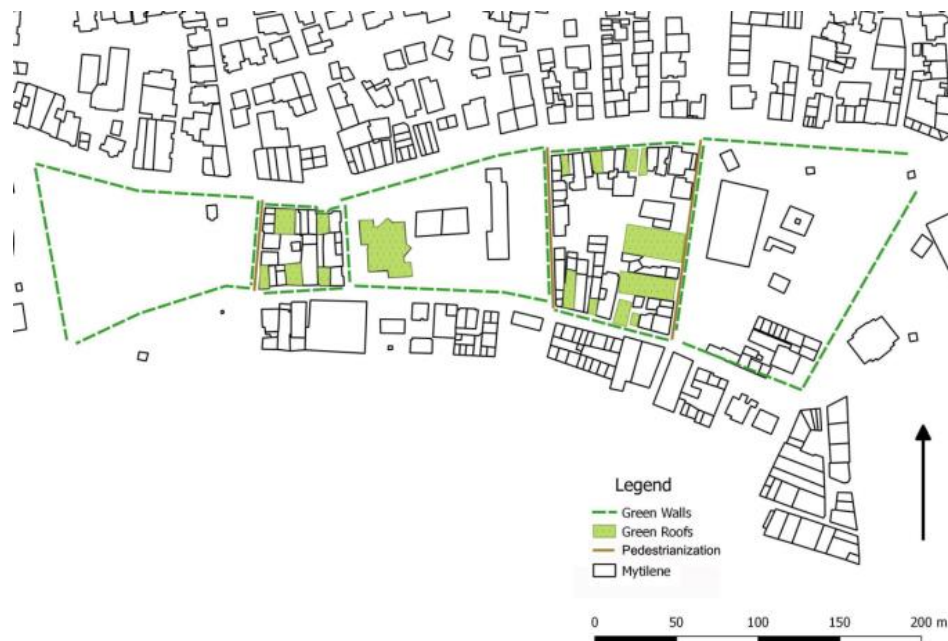 Legend
Green Walls
Green Roofs
Pedestrianization
Mytilene
0 50 100 150 200 m